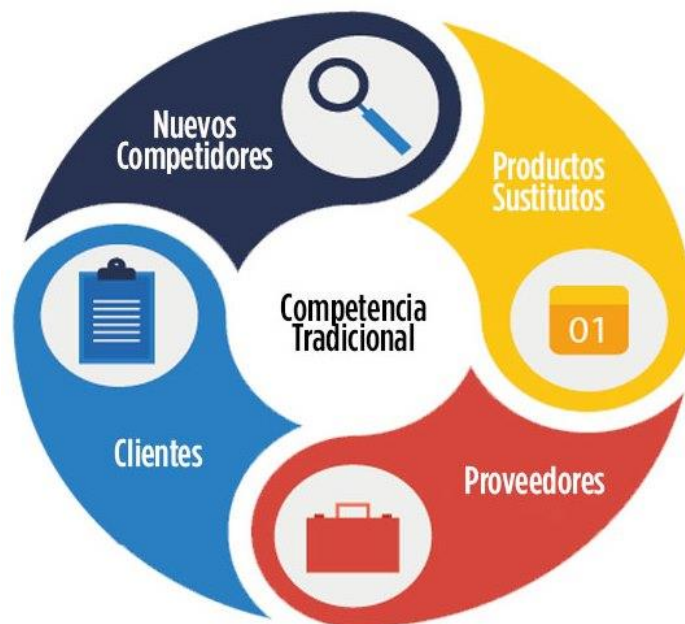 Nuevos
Competidores
Productos
Sustitutos
01
Competencia
Tradicional
Clientes
Proveedores